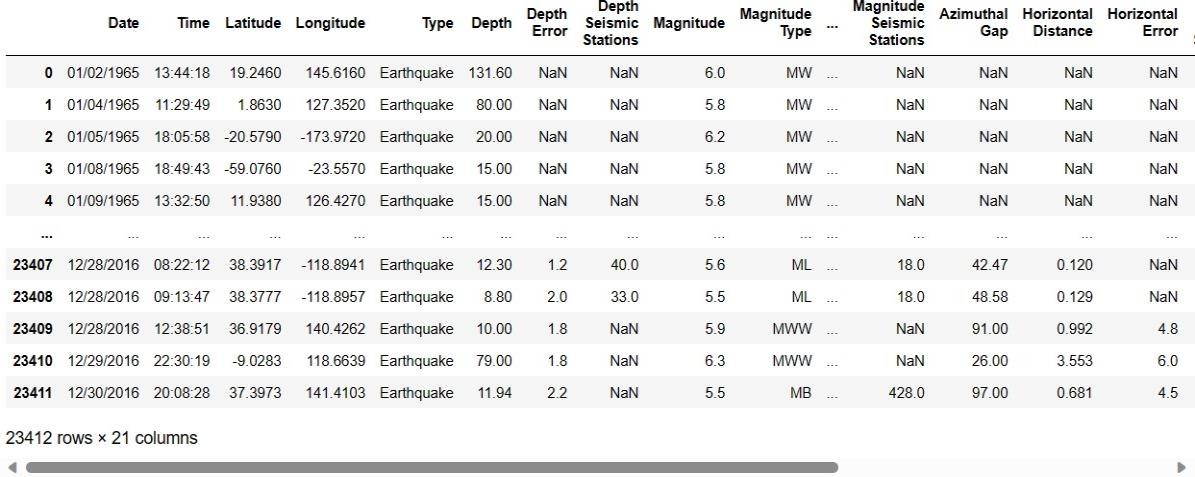 Date Time Latitude Longitude Type Depth Depth Error Depth Seismic Stations Magnitude Magnitude Type ... Magnitude Seismic Stations Azimuthal Gap Horizontal Distance Horizontal Error
0 01/02/1965 13:44:18 19.2460 145.6160 Earthquake 131.60 NaN NaN 6.0 MW ... NaN NaN NaN NaN
1 01/04/1965 11:29:49 1.8630 127.3520 Earthquake 80.00 NaN NaN 5.8 MW ... NaN NaN NaN NaN
2 01/05/1965 18:05:58 -20.5790 -173.9720 Earthquake 20.00 NaN NaN 6.2 MW ... NaN NaN NaN NaN
3 01/08/1965 18:49:43 -59.0760 -23.5570 Earthquake 15.00 NaN NaN 5.8 MW ... NaN NaN NaN NaN
4 01/09/1965 13:32:50 11.9380 126.4270 Earthquake 15.00 NaN NaN 5.8 MW ... NaN NaN NaN NaN
... ... ... ... ... ... ... ... ... ... ... ... ... ... ... ...
23407 12/28/2016 08:22:12 38.3917 -118.8941 Earthquake 12.30 1.2 40.0 5.6 ML ... 18.0 42.47 0.120 NaN
23408 12/28/2016 09:13:47 38.3777 -118.8957 Earthquake 8.80 2.0 33.0 5.5 ML ... 18.0 48.58 0.129 NaN
23409 12/28/2016 12:38:51 36.9179 140.4262 Earthquake 10.00 1.8 NaN 5.9 MWW ... NaN 91.00 0.992 4.8
23410 12/29/2016 22:30:19 -9.0283 118.6639 Earthquake 79.00 1.8 NaN 6.3 MWW ... NaN 26.00 3.553 6.0
23411 12/30/2016 20:08:28 37.3973 141.4103 Earthquake 11.94 2.2 NaN 5.5 MB ... 428.0 97.00 0.681 4.5
23412 rows × 21 columns